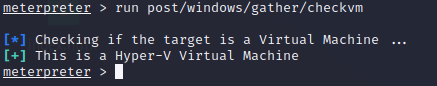 meterpreter > run post/windows/gather/checkvm
[*] Checking if the target is a Virtual Machine ...
[+] This is a Hyper-V Virtual Machine
meterpreter >